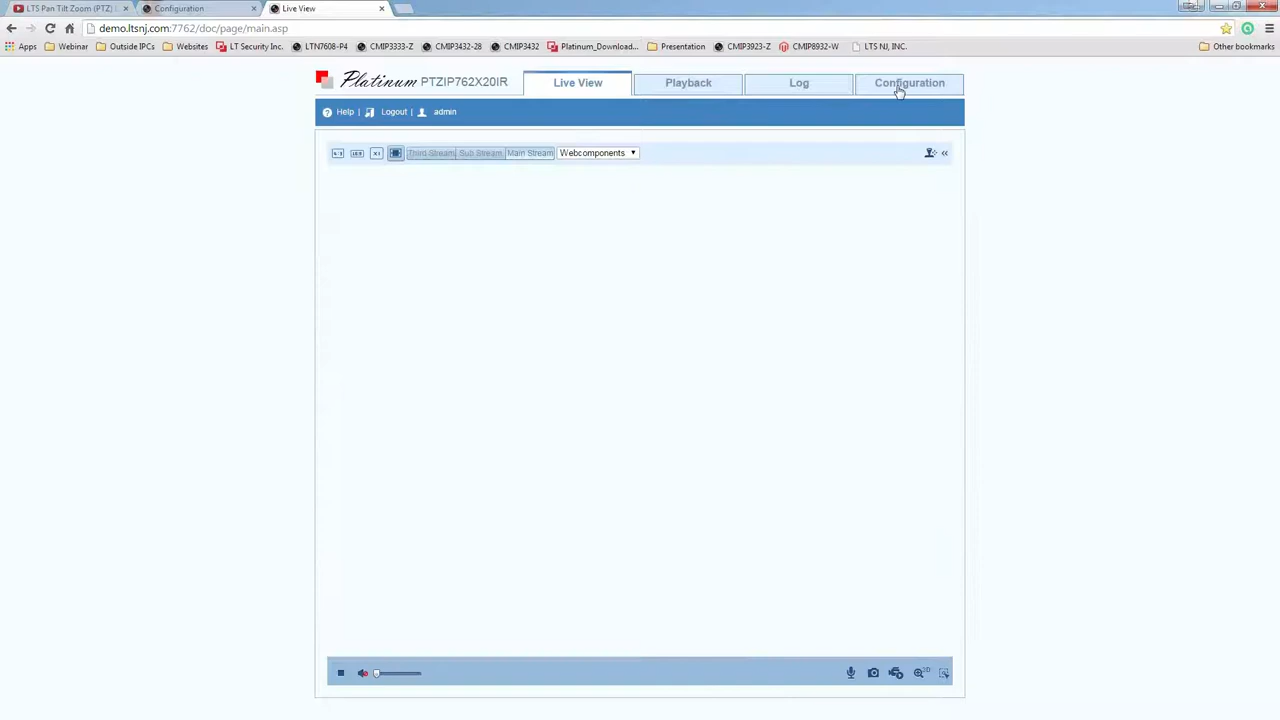 LTS Pan Tilt Zoom (PTZ)
Configuration
Live View
demo.ltsnj.com:7762/doc/page/main.asp
Apps Webinar Outside IPCs Websites LT Security Inc. LTN7608-P4 CMIP3333-Z CMIP3432-28 CMIP3432 Platinum_Download... Presentation CMIP3923-Z CMIP8932-W LTS NJ, INC. Other bookmarks
Platinum PTZIP762X20IR Live View Playback Log Configuration
Help | Logout | admin
Third Stream Sub Stream Main Stream Webcomponents